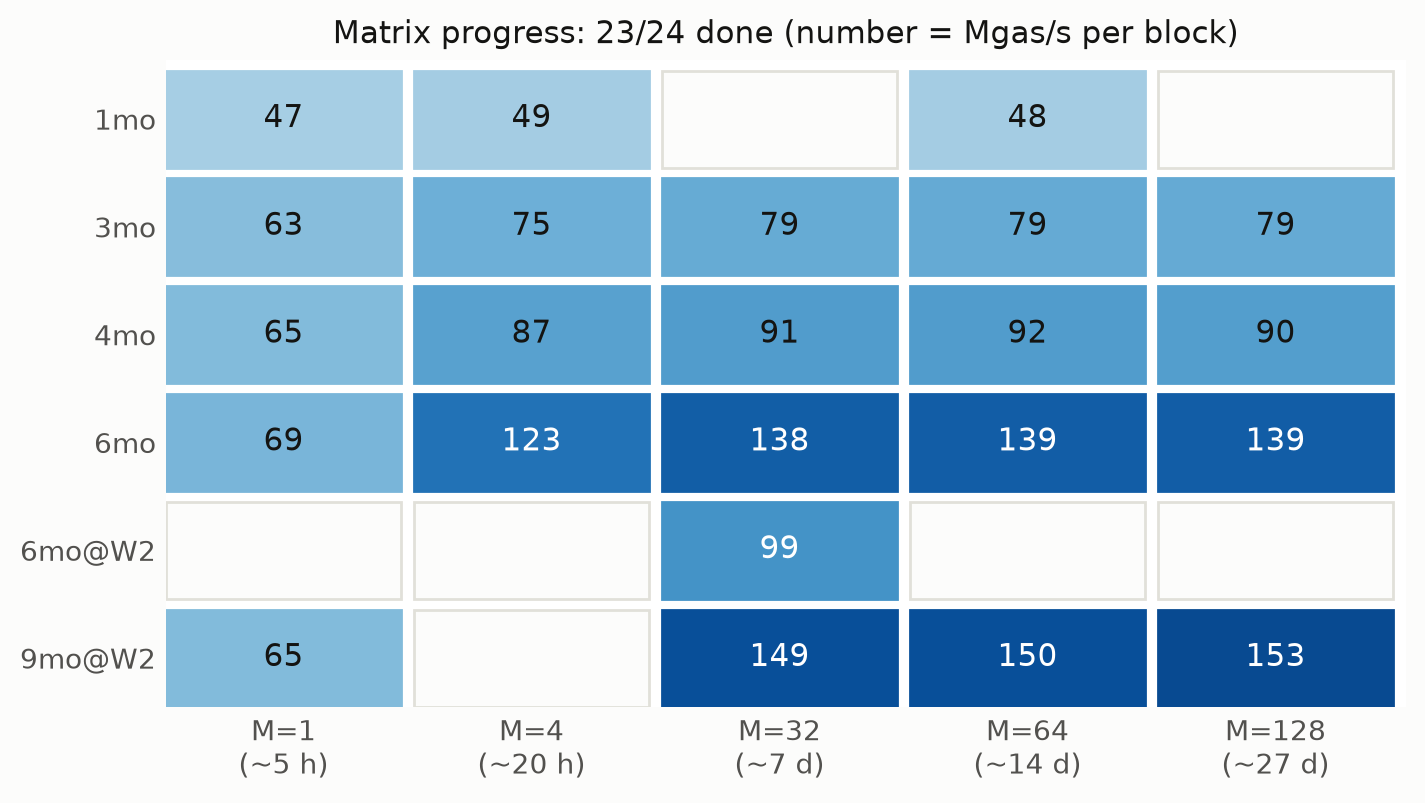 Matrix progress: 23/24 done (number = Mgas/s per block)
1mo 47 49 48
3mo 63 75 79 79 79
4mo 65 87 91 92 90
6mo 69 123 138 139 139
6mo@W2 99
9mo@W2 65 149 150 153
M=1 M=4 M=32 M=64 M=128
(~5 h) (~20 h) (~7 d) (~14 d) (~27 d)